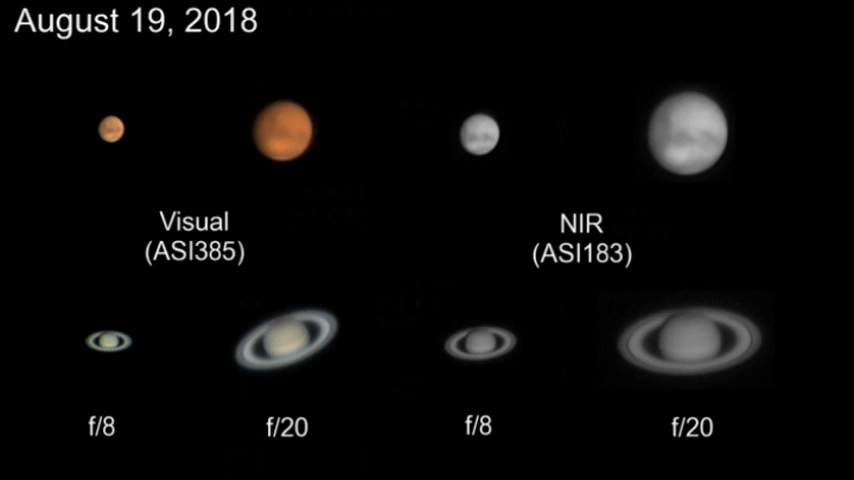 August 19, 2018
Visual
(ASI385)
NIR
(ASI183)
f/8
f/20
f/8
f/20